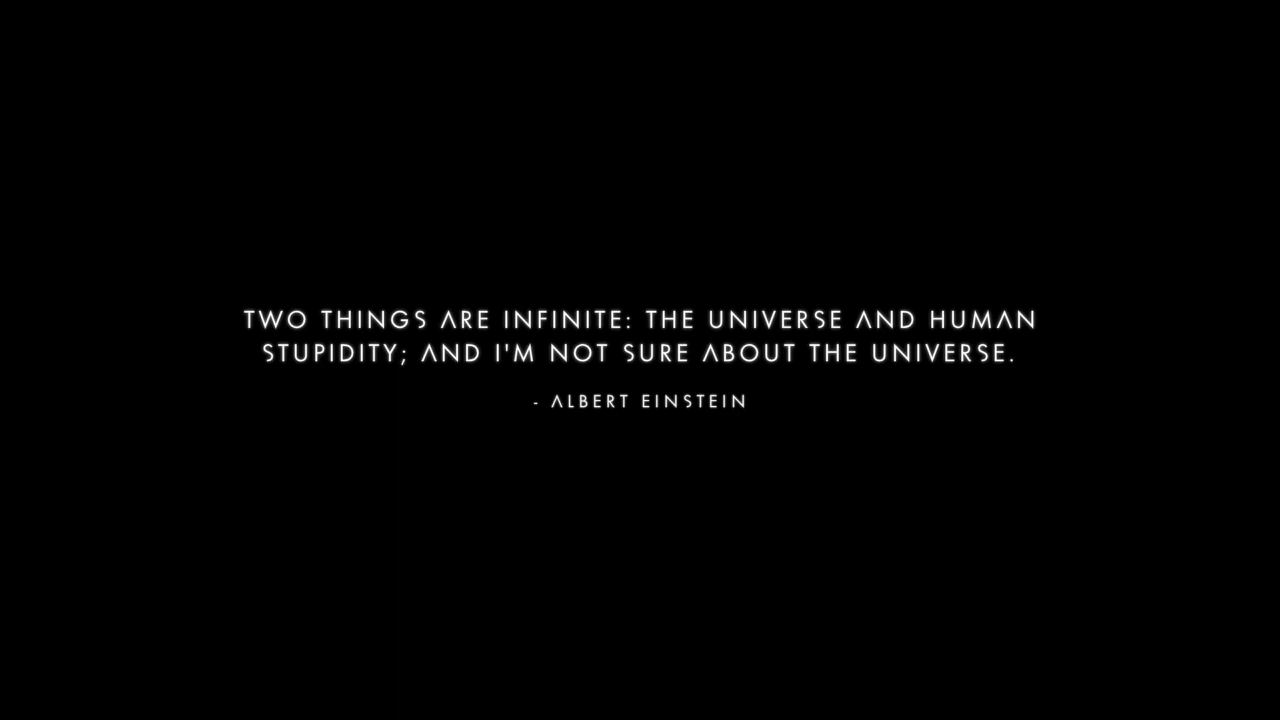 TWO THINGS ARE INFINITE: THE UNIVERSE AND HUMAN
STUPIDITY; AND I'M NOT SURE ABOUT THE UNIVERSE.
- ALBERT EINSTEIN